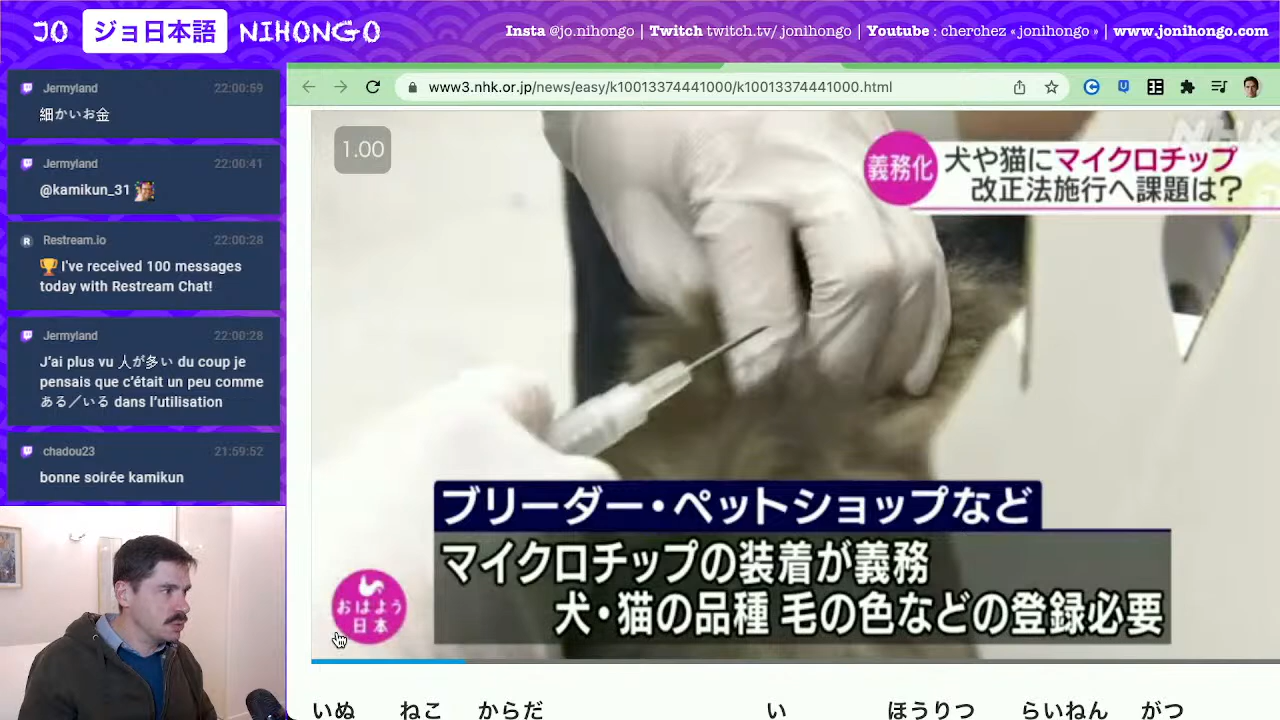 JO ジョ日本語 NIHONGO
Insta @jo.nihongo | Twitch twitch.tv/ jonihongo | Youtube : cherchez « jonihongo » | www.jonihongo.com
Jermyland 22:00:59
細かいお金
Jermyland 22:00:41
@kamikun_31
Restream.io 22:00:28
🏆 I've received 100 messages
today with Restream Chat!
Jermyland 22:00:28
J'ai plus vu 人が多い du coup je
pensais que c'était un peu comme
ある／いる dans l'utilisation
chadou23 21:59:52
bonne soirée kamikun
www3.nhk.or.jp/news/easy/k10013374441000/k10013374441000.html
1.00
NHK
義務化
犬や猫にマイクロチップ
改正法施行へ課題は？
ブリーダー・ペットショップなど
マイクロチップの装着が義務
犬・猫の品種 毛の色などの登録必要
おはよう
日本
いぬ ねこ からだ い ほうりつ らいねん がつ